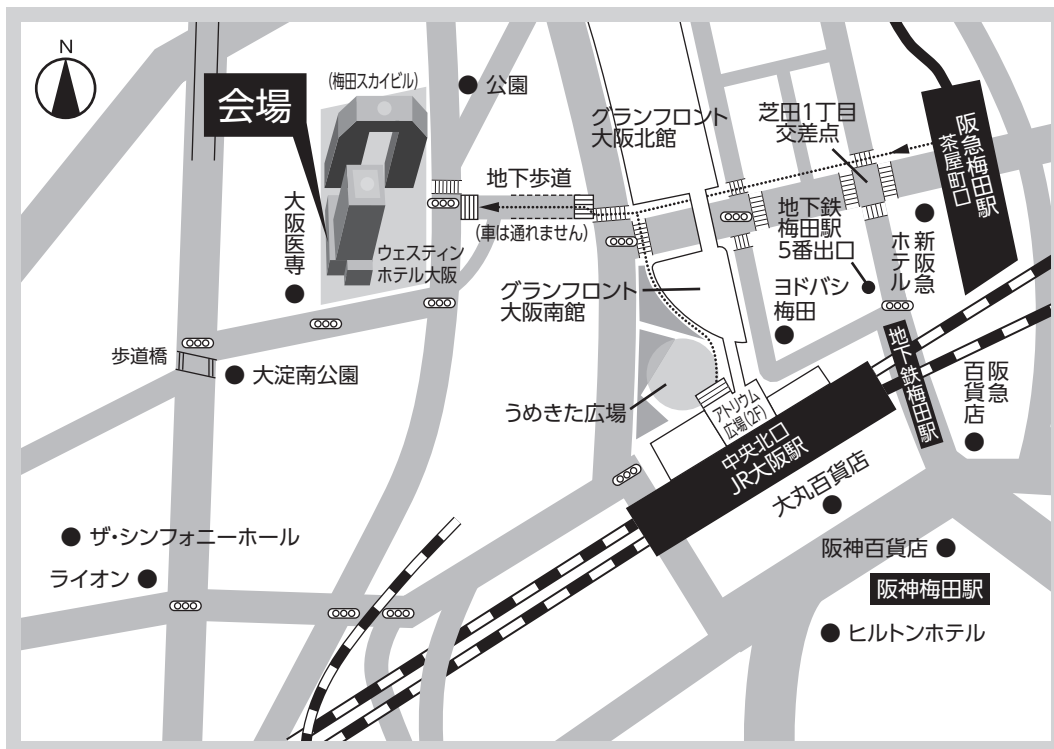 N
会場
(梅田スカイビル)
公園
グランフロント
大阪北館
芝田1丁目
交差点
阪急梅田駅
茶屋町口
地下歩道
(車は通れません)
大阪医専
ウェスティン
ホテル大阪
地下鉄
梅田駅
5番出口
新阪急
ホテル
グランフロント
大阪南館
ヨドバシ
梅田
歩道橋
大淀南公園
地下鉄梅田駅
阪急
百貨店
うめきた広場
アトリウム
広場(2F)
中央北口
JR大阪駅
大丸百貨店
ザ・シンフォニーホール
阪神百貨店
ライオン
阪神梅田駅
ヒルトンホテル